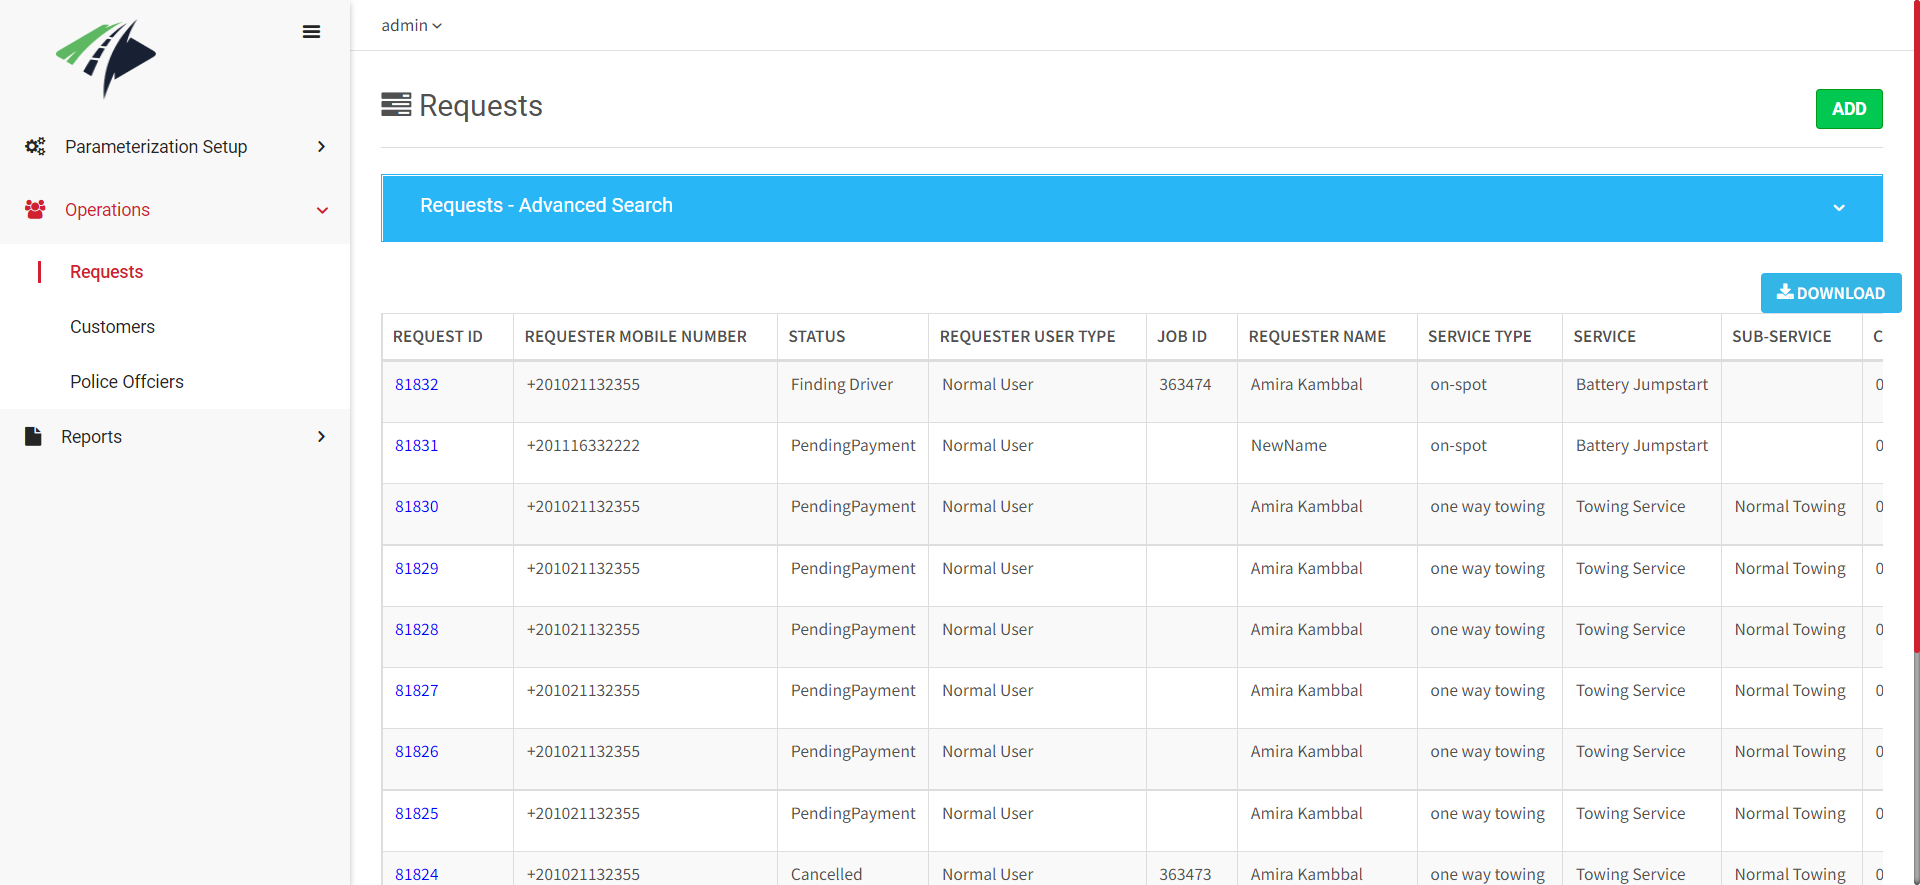 admin
Requests
ADD
Parameterization Setup
Operations
Requests
Customers
Police Offciers
Reports
Requests - Advanced Search
DOWNLOAD
REQUEST ID REQUESTER MOBILE NUMBER STATUS REQUESTER USER TYPE JOB ID REQUESTER NAME SERVICE TYPE SERVICE SUB-SERVICE C
81832 +201021132355 Finding Driver Normal User 363474 Amira Kambbal on-spot Battery Jumpstart 0
81831 +201116332222 PendingPayment Normal User NewName on-spot Battery Jumpstart 0
81830 +201021132355 PendingPayment Normal User Amira Kambbal one way towing Towing Service Normal Towing 0
81829 +201021132355 PendingPayment Normal User Amira Kambbal one way towing Towing Service Normal Towing 0
81828 +201021132355 PendingPayment Normal User Amira Kambbal one way towing Towing Service Normal Towing 0
81827 +201021132355 PendingPayment Normal User Amira Kambbal one way towing Towing Service Normal Towing 0
81826 +201021132355 PendingPayment Normal User Amira Kambbal one way towing Towing Service Normal Towing 0
81825 +201021132355 PendingPayment Normal User Amira Kambbal one way towing Towing Service Normal Towing 0
81824 +201021132355 Cancelled Normal User 363473 Amira Kambbal one way towing Towing Service Normal Towing 0